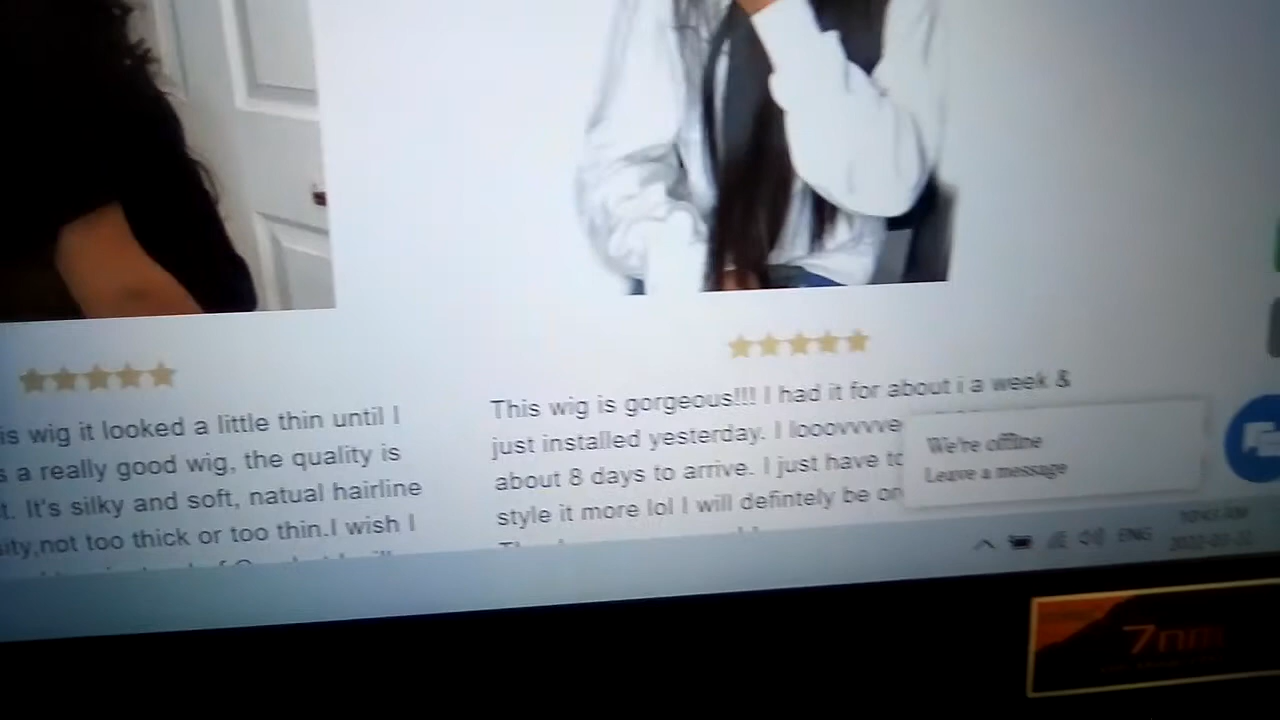 is wig it looked a little thin until I
s a really good wig, the quality is
t. It's silky and soft, natual hairline
ity,not too thick or too thin.I wish I
This wig is gorgeous!!! I had it for about i a week &
just installed yesterday. I looovvvve
about 8 days to arrive. I just have to
style it more lol I will defintely be on
We're offline
Leave a message
ENG
7nm